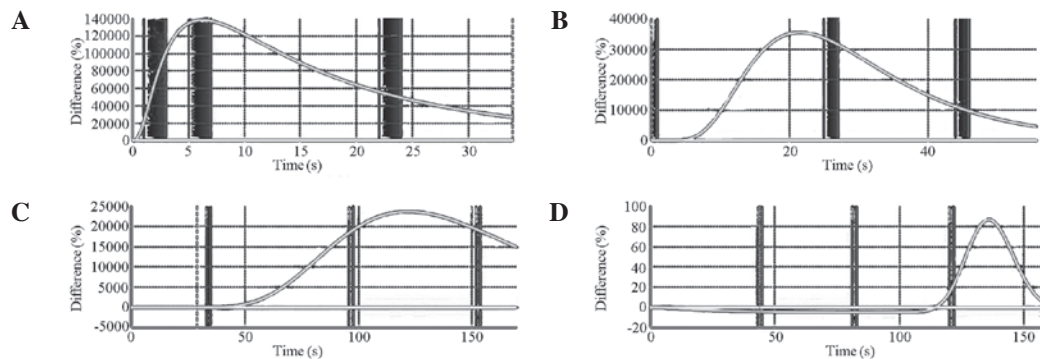 A
Difference (%)
140000
120000
100000
80000
60000
40000
20000
0
0 5 10 15 20 25 30
Time (s)
B
Difference (%)
40000
30000
20000
10000
0
0 20 40
Time (s)
C
Difference (%)
25000
20000
15000
10000
5000
0
-5000
0 50 100 150
Time (s)
D
Difference (%)
100
80
60
40
20
0
-20
0 50 100 150
Time (s)